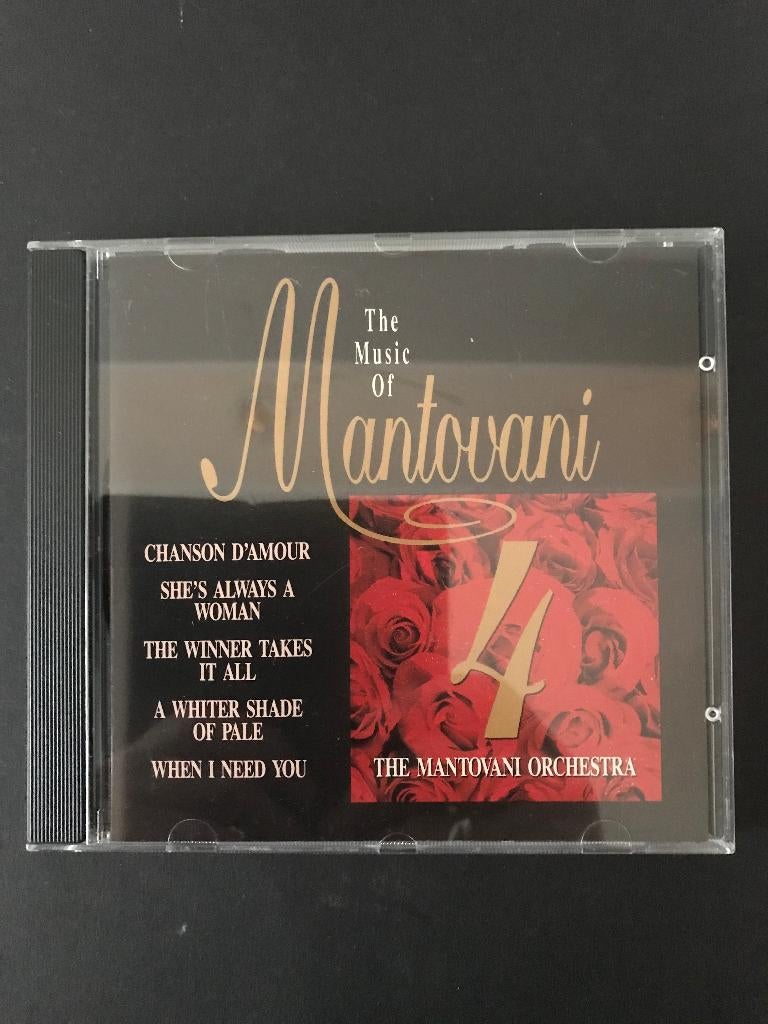 The
Music
Of
Mantovani
CHANSON D'AMOUR
SHE'S ALWAYS A
WOMAN
THE WINNER TAKES
IT ALL
A WHITER SHADE
OF PALE
WHEN I NEED YOU
4
THE MANTOVANI ORCHESTRA